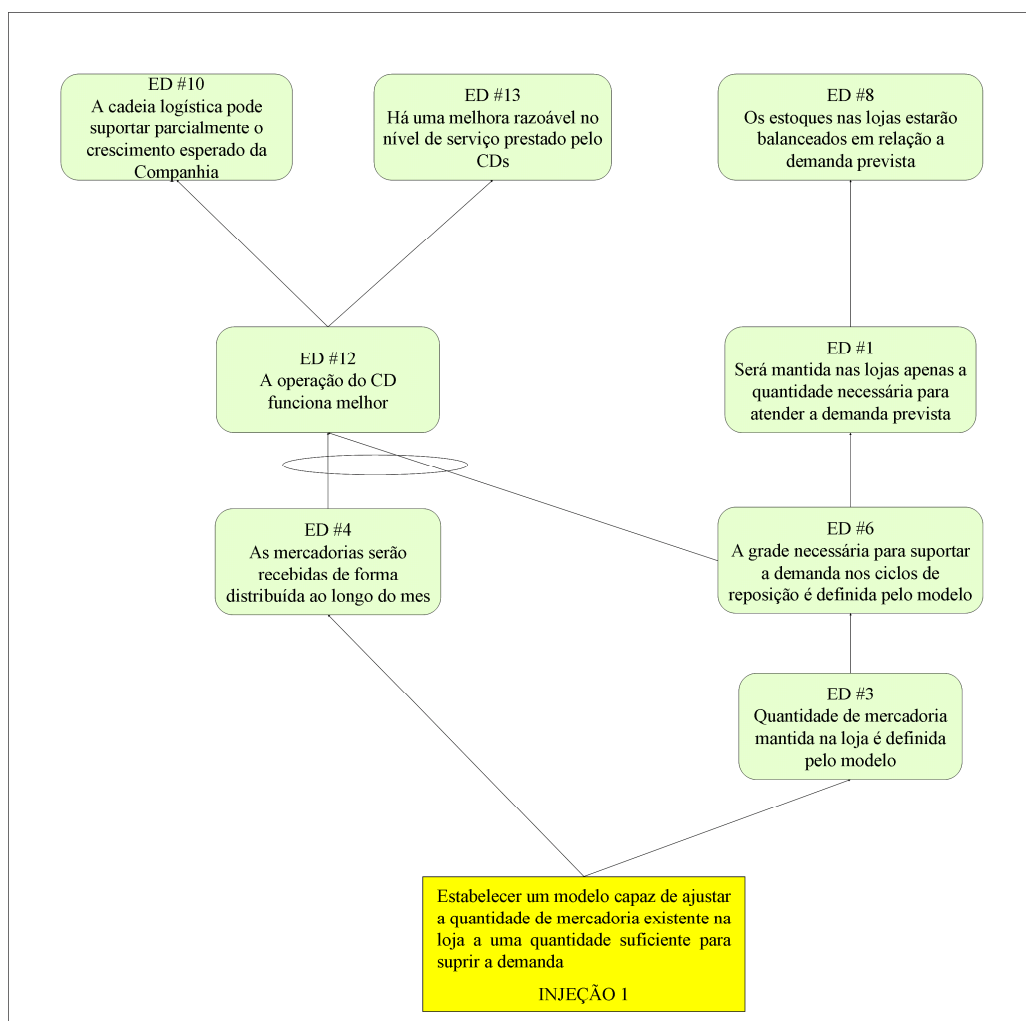 ED #10
A cadeia logística pode
suportar parcialmente o
crescimento esperado da
Companhia
ED #13
Há uma melhora razoável no
nível de serviço prestado pelo
CDs
ED #8
Os estoques nas lojas estarão
balanceados em relação a
demanda prevista
ED #12
A operação do CD
funciona melhor
ED #1
Será mantida nas lojas apenas a
quantidade necessária para
atender a demanda prevista
ED #4
As mercadorias serão
recebidas de forma
distribuída ao longo do mes
ED #6
A grade necessária para suportar
a demanda nos ciclos de
reposição é definida pelo modelo
ED #3
Quantidade de mercadoria
mantida na loja é definida
pelo modelo
Estabelecer um modelo capaz de ajustar
a quantidade de mercadoria existente na
loja a uma quantidade suficiente para
suprir a demanda
INJEÇÃO 1